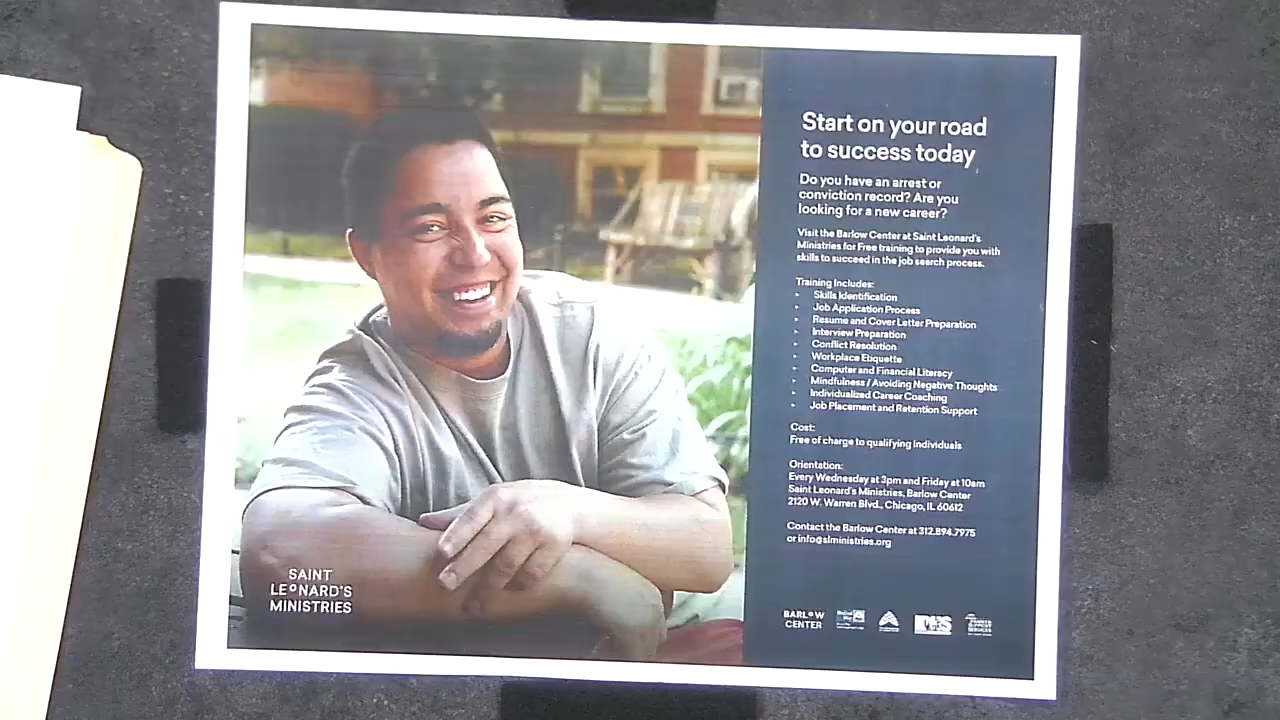 Start on your road
to success today
Do you have an arrest or
conviction record? Are you
looking for a new career?
Visit the Barlow Center at Saint Leonard's
Ministries for Free training to provide you with
skills to succeed in the job search process.
Training Includes:
• Skills Identification
• Job Application Process
• Resume and Cover Letter Preparation
• Interview Preparation
• Conflict Resolution
• Workplace Etiquette
• Computer and Financial Literacy
• Mindfulness / Avoiding Negative Thoughts
• Individualized Career Coaching
• Job Placement and Retention Support
Cost:
Free of charge to qualifying individuals
Orientation:
Every Wednesday at 3pm and Friday at 10am
Saint Leonard's Ministries, Barlow Center
2120 W. Warren Blvd., Chicago, IL 60612
Contact the Barlow Center at 312.894.7975
or info@slministries.org
SAINT
LEONARD'S
MINISTRIES
BARLOW
CENTER